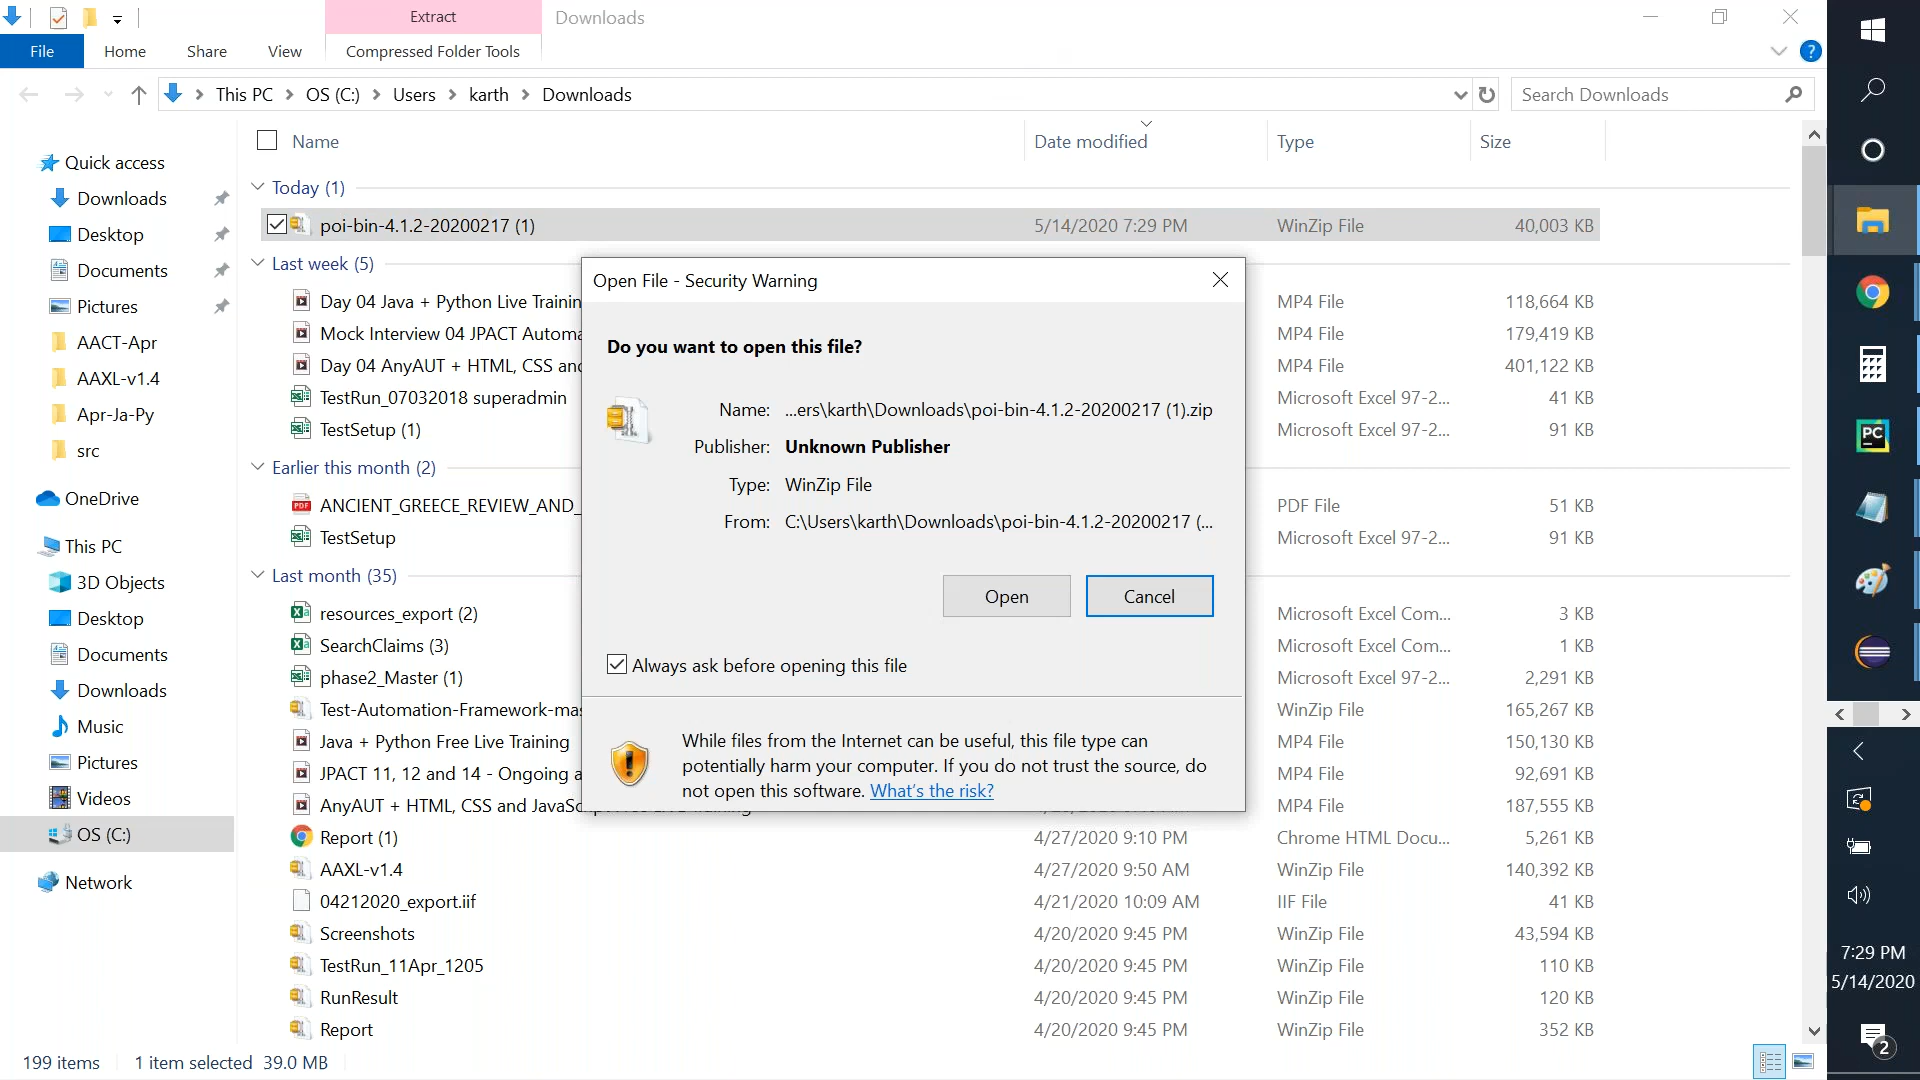 Extract
Downloads
File
Home
Share
View
Compressed Folder Tools
?
This PC > OS (C:) > Users > karth > Downloads
Search Downloads
Name
Date modified
Type
Size
Quick access
Downloads
Desktop
Documents
Pictures
AACT-Apr
AAXL-v1.4
Apr-Ja-Py
src
OneDrive
This PC
3D Objects
Desktop
Documents
Downloads
Music
Pictures
Videos
OS (C:)
Network
Today (1)
poi-bin-4.1.2-20200217 (1) 5/14/2020 7:29 PM WinZip File 40,003 KB
Last week (5)
Day 04 Java + Python Live Trainin MP4 File 118,664 KB
Mock Interview 04 JPACT Automa MP4 File 179,419 KB
Day 04 AnyAUT + HTML, CSS and MP4 File 401,122 KB
TestRun_07032018 superadmin Microsoft Excel 97-2... 41 KB
TestSetup (1) Microsoft Excel 97-2... 91 KB
Earlier this month (2)
ANCIENT_GREECE_REVIEW_AND_ PDF File 51 KB
TestSetup Microsoft Excel 97-2... 91 KB
Last month (35)
resources_export (2) Microsoft Excel Com... 3 KB
SearchClaims (3) Microsoft Excel Com... 1 KB
phase2_Master (1) Microsoft Excel 97-2... 2,291 KB
Test-Automation-Framework-mas WinZip File 165,267 KB
Java + Python Free Live Training MP4 File 150,130 KB
JPACT 11, 12 and 14 - Ongoing a MP4 File 92,691 KB
AnyAUT + HTML, CSS and JavaSc MP4 File 187,555 KB
Report (1) 4/27/2020 9:10 PM Chrome HTML Docu... 5,261 KB
AAXL-v1.4 4/27/2020 9:50 AM WinZip File 140,392 KB
04212020_export.iif 4/21/2020 10:09 AM IIF File 41 KB
Screenshots 4/20/2020 9:45 PM WinZip File 43,594 KB
TestRun_11Apr_1205 4/20/2020 9:45 PM WinZip File 110 KB
RunResult 4/20/2020 9:45 PM WinZip File 120 KB
Report 4/20/2020 9:45 PM WinZip File 352 KB
Open File - Security Warning
Do you want to open this file?
Name: ...ers\karth\Downloads\poi-bin-4.1.2-20200217 (1).zip
Publisher: Unknown Publisher
Type: WinZip File
From: C:\Users\karth\Downloads\poi-bin-4.1.2-20200217 (...
Open
Cancel
Always ask before opening this file
While files from the Internet can be useful, this file type can
potentially harm your computer. If you do not trust the source, do
not open this software. What's the risk?
199 items
1 item selected 39.0 MB
PC
7:29 PM
5/14/2020
2